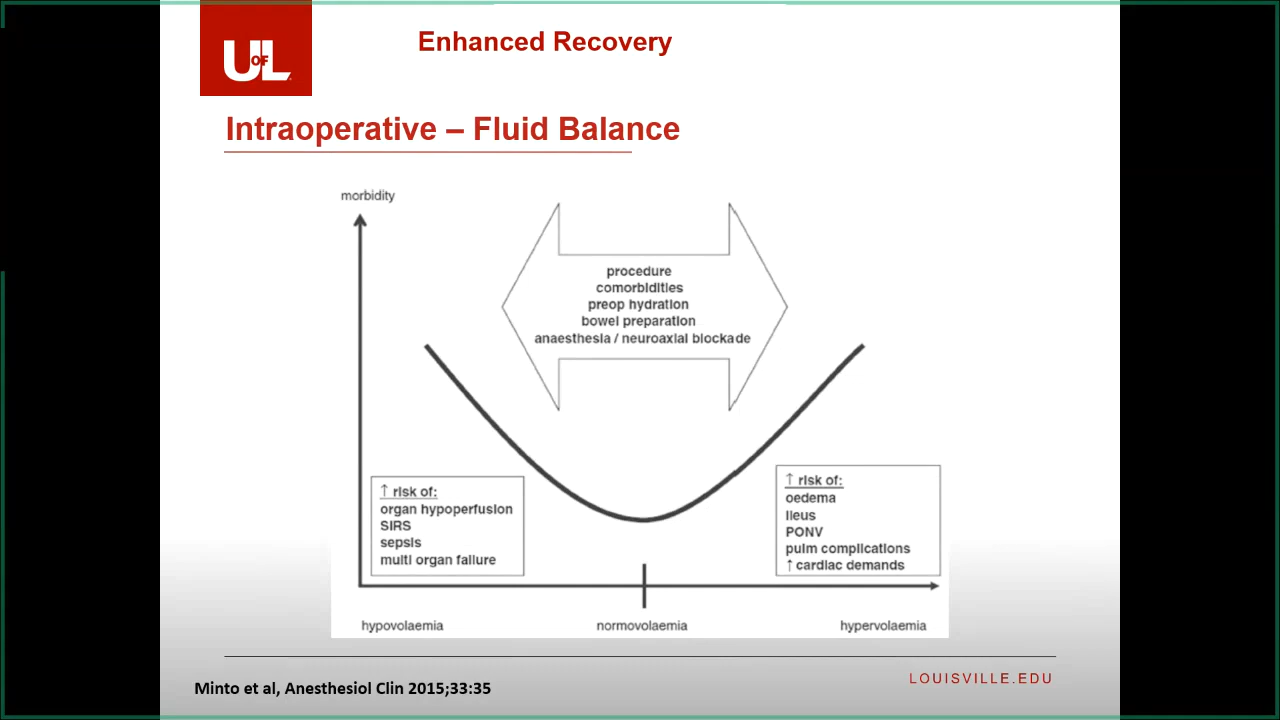 UOFL
Enhanced Recovery
Intraoperative – Fluid Balance
morbidity
procedure
comorbidities
preop hydration
bowel preparation
anaesthesia / neuroaxial blockade
↑ risk of:
organ hypoperfusion
SIRS
sepsis
multi organ failure
↑ risk of:
oedema
ileus
PONV
pulm complications
↑ cardiac demands
hypovolaemia
normovolaemia
hypervolaemia
Minto et al, Anesthesiol Clin 2015;33:35
LOUISVILLE.EDU